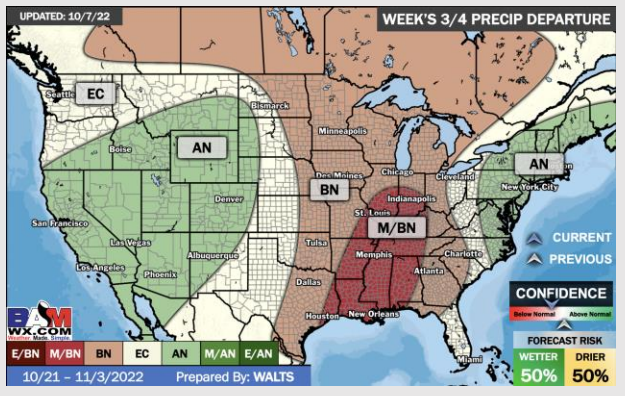 UPDATED: 10/7/22
WEEK'S 3/4 PRECIP DEPARTURE
Seattle
EC
Bismarck
Minneapolis
Boise
AN
AN
New York City
Des Moines
Chicago
Cleveland
BN
Denver
Indianapolis
St. Louis
M/BN
San Francisco
Las Vegas
Tulsa
Memphis
Charlotte
CURRENT
PREVIOUS
Albuquerque
Los Angeles
Phoenix
Atlanta
Dallas
Houston
New Orleans
Miami
CONFIDENCE
Below Normal
Above Normal
FORECAST RISK
WETTER
DRIER
50%
50%
BAM
WX.COM
Weather. Made. Simple.
E/BN
M/BN
BN
EC
AN
M/AN
E/AN
10/21 – 11/3/2022
Prepared By: WALTS